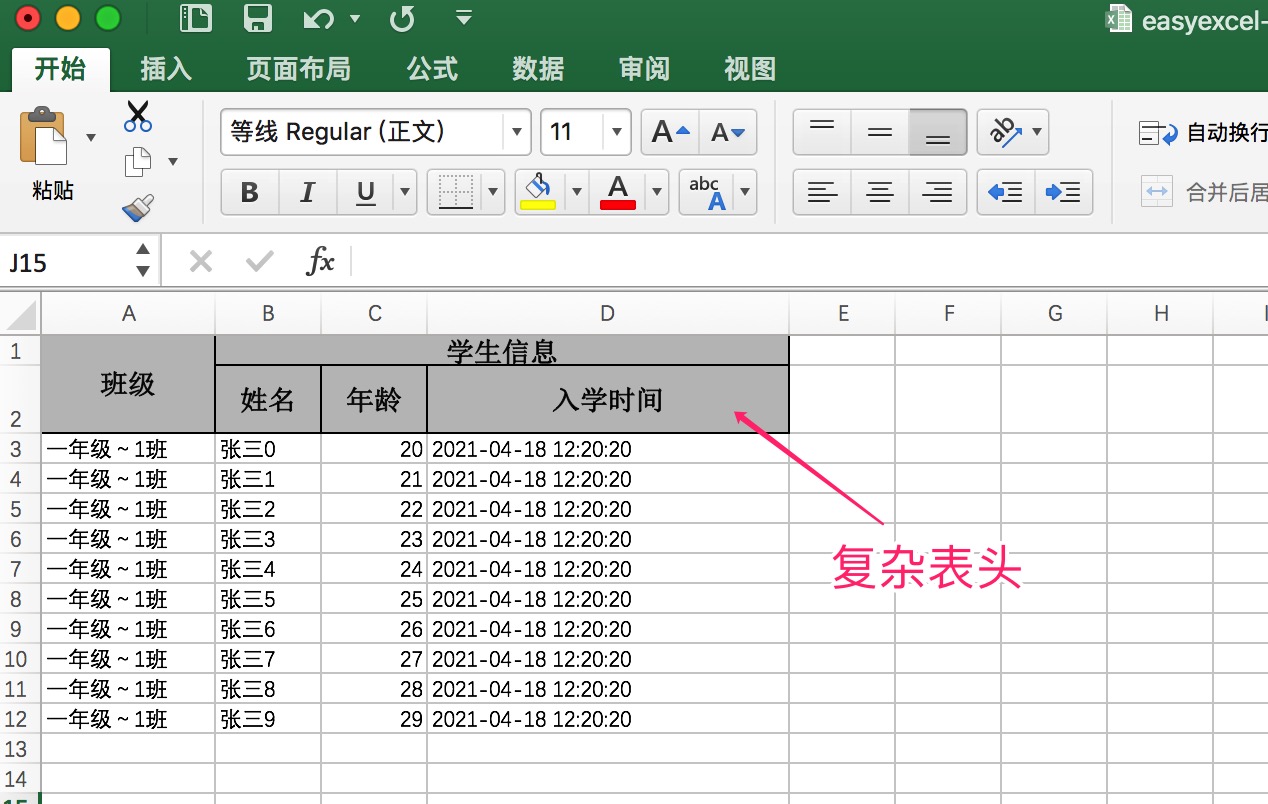 easyexcel-
开始 插入 页面布局 公式 数据 审阅 视图
粘贴 等线 Regular (正文) 11 A A 自动换行
B I U A abc A 合并后居
J15 fx
A B C D E F G H I
1 班级 学生信息
2 姓名 年龄 入学时间
3 一年级~1班 张三0 20 2021-04-18 12:20:20
4 一年级~1班 张三1 21 2021-04-18 12:20:20
5 一年级~1班 张三2 22 2021-04-18 12:20:20
6 一年级~1班 张三3 23 2021-04-18 12:20:20
7 一年级~1班 张三4 24 2021-04-18 12:20:20
8 一年级~1班 张三5 25 2021-04-18 12:20:20
9 一年级~1班 张三6 26 2021-04-18 12:20:20
10 一年级~1班 张三7 27 2021-04-18 12:20:20
11 一年级~1班 张三8 28 2021-04-18 12:20:20
12 一年级~1班 张三9 29 2021-04-18 12:20:20
13
14
15
复杂表头